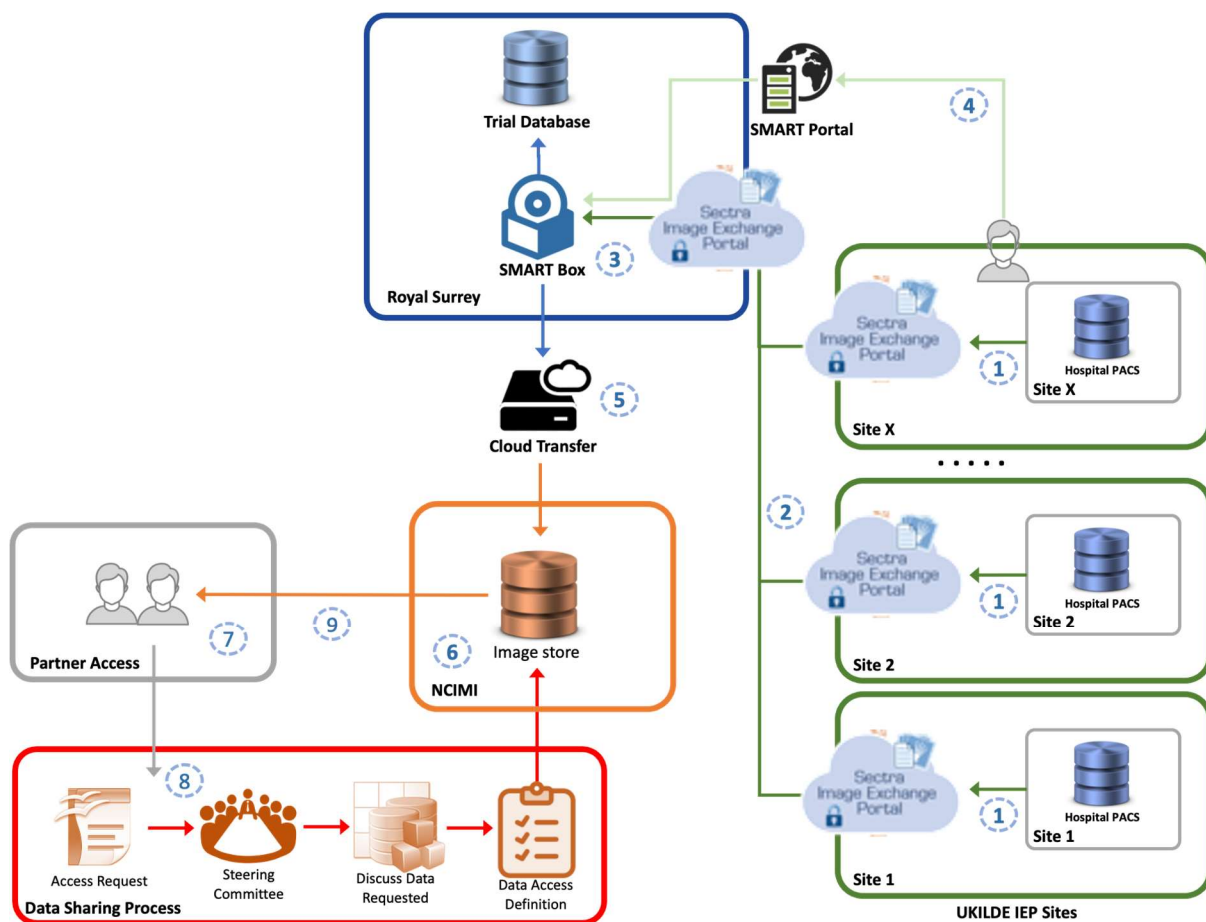 Trial Database
SMART Portal
4
Sectra
Image Exchange
Portal
SMART Box
3
Royal Surrey
Sectra
Image Exchange
Portal
1
Hospital PACS
Site X
Site X
.....
Cloud Transfer
5
2
Sectra
Image Exchange
Portal
1
Hospital PACS
Site 2
Site 2
Partner Access
7
9
6
Image store
NCIMI
Sectra
Image Exchange
Portal
1
Hospital PACS
Site 1
Site 1
UKILDE IEP Sites
8
Access Request
Steering
Committee
Discuss Data
Requested
Data Access
Definition
Data Sharing Process